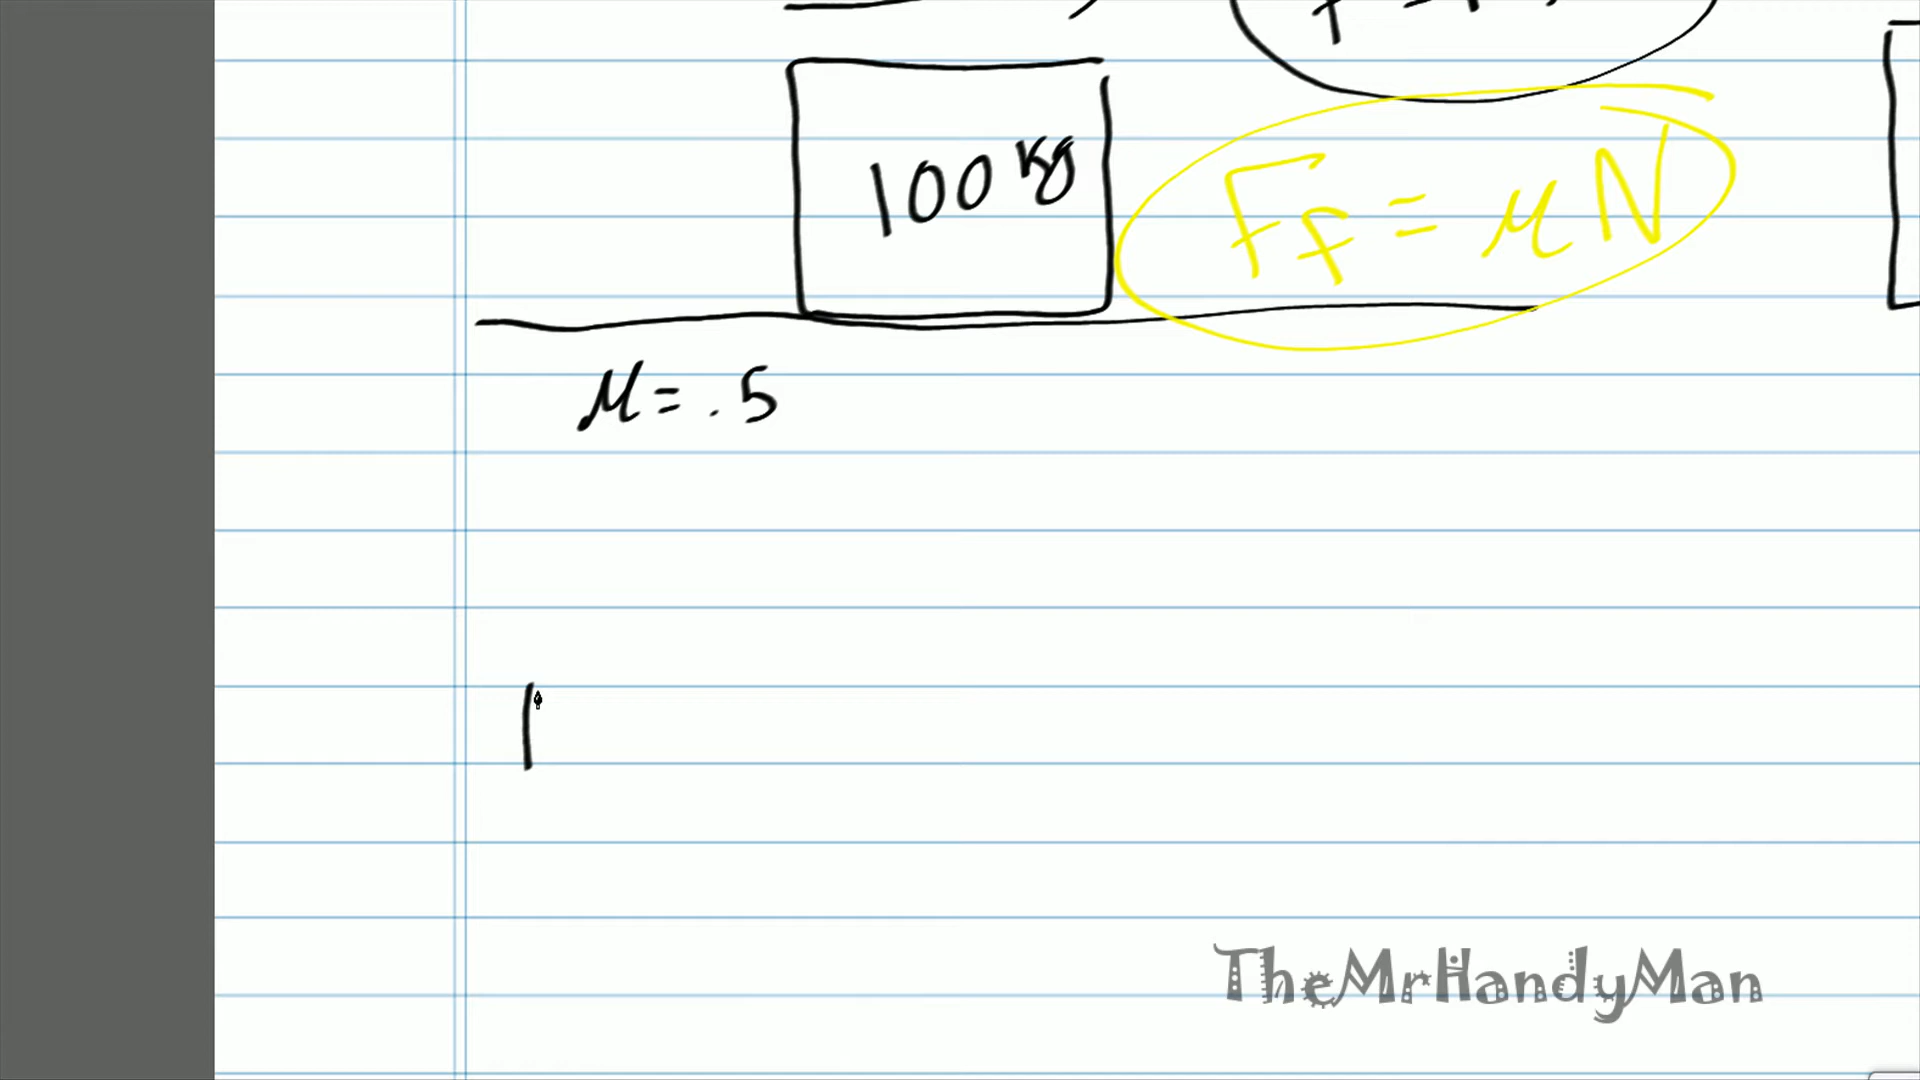 100 kg
Ff = μN
μ = .5
TheMrHandyMan